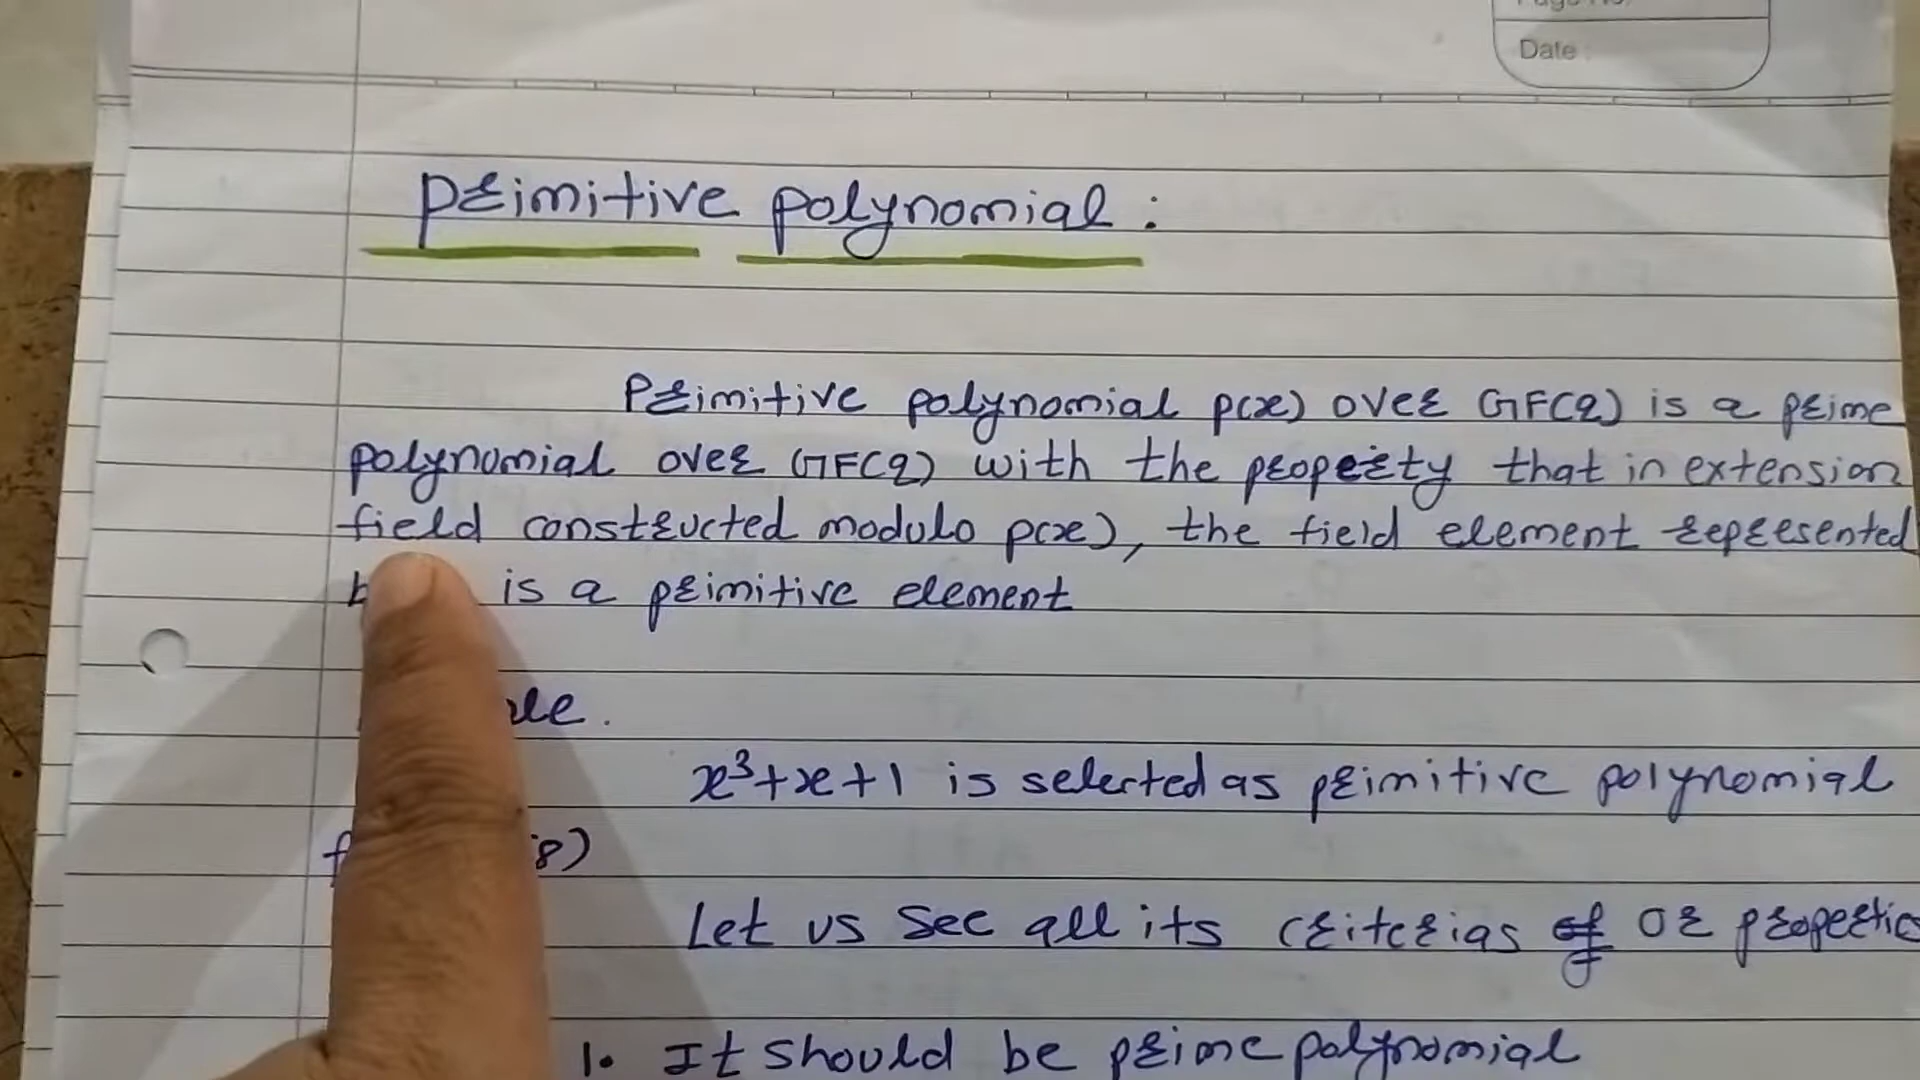 Date :
Primitive polynomial :
Primitive polynomial p(x) over GF(q) is a prime
polynomial over GF(q) with the property that in extension
field constructed modulo p(x), the field element represented
is a primitive element
x³+x+1 is selected as primitive polynomial
8)
Let us see all its criterias of or
1. It should be prime polynomial